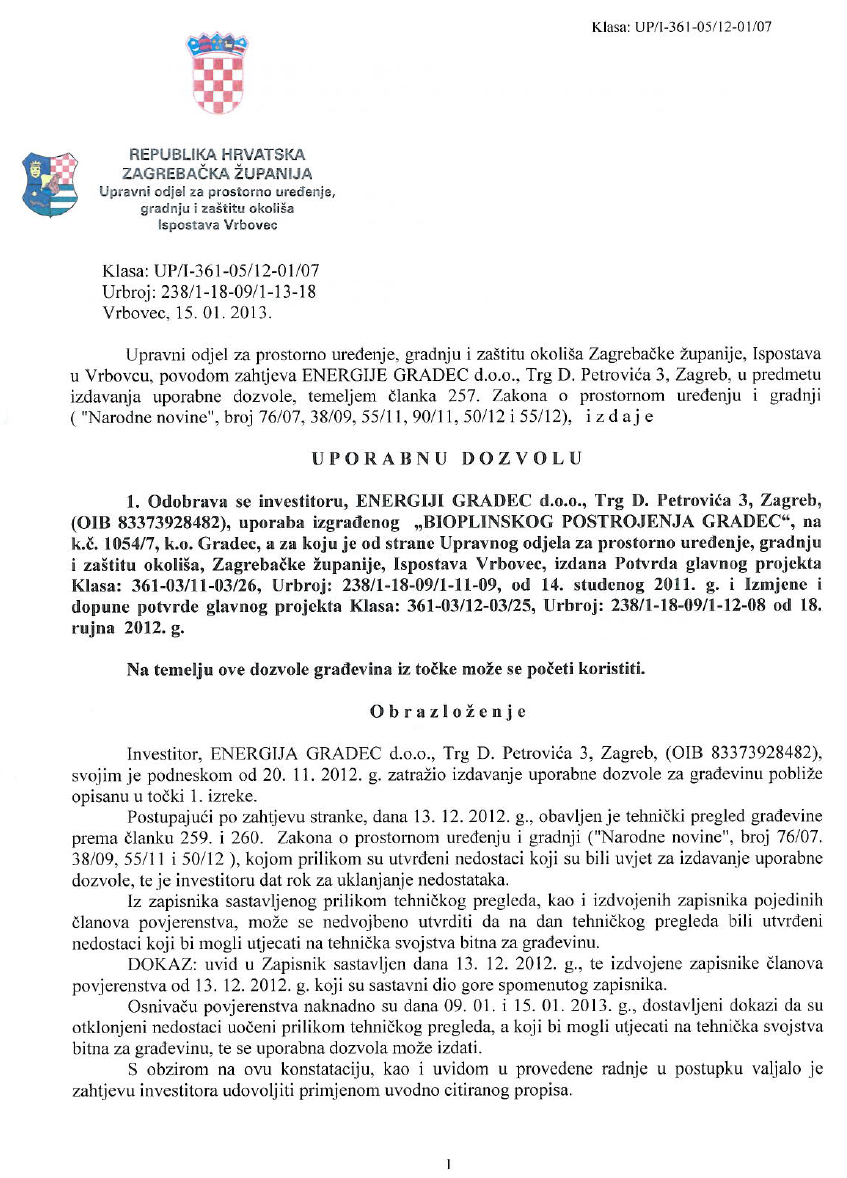 Klasa: UP/I-361-05/12-01/07
REPUBLIKA HRVATSKA
ZAGREBAČKA ŽUPANIJA
Upravni odjel za prostorno uređenje,
gradnju i zaštitu okoliša
Ispostava Vrbovec
Klasa: UP/I-361-05/12-01/07
Urbroj: 238/1-18-09/1-13-18
Vrbovec, 15. 01. 2013.
Upravni odjel za prostorno uređenje, gradnju i zaštitu okoliša Zagrebačke županije, Ispostava
u Vrbovcu, povodom zahtjeva ENERGIJE GRADEC d.o.o., Trg D. Petrovića 3, Zagreb, u predmetu
izdavanja uporabne dozvole, temeljem članka 257. Zakona o prostornom uređenju i gradnji
( "Narodne novine", broj 76/07, 38/09, 55/11, 90/11, 50/12 i 55/12), i z d a j e
U P O R A B N U D O Z V O L U
1. Odobrava se investitoru, ENERGIJI GRADEC d.o.o., Trg D. Petrovića 3, Zagreb,
(OIB 83373928482), uporaba izgrađenog „BIOPLINSKOG POSTROJENJA GRADEC“, na
k.č. 1054/7, k.o. Gradec, a za koju je od strane Upravnog odjela za prostorno uređenje, gradnju
i zaštitu okoliša, Zagrebačke županije, Ispostava Vrbovec, izdana Potvrda glavnog projekta
Klasa: 361-03/11-03/26, Urbroj: 238/1-18-09/1-11-09, od 14. studenog 2011. g. i Izmjene i
dopune potvrde glavnog projekta Klasa: 361-03/12-03/25, Urbroj: 238/1-18-09/1-12-08 od 18.
rujna 2012. g.
Na temelju ove dozvole građevina iz točke može se početi koristiti.
O b r a z l o ž e n j e
Investitor, ENERGIJA GRADEC d.o.o., Trg D. Petrovića 3, Zagreb, (OIB 83373928482),
svojim je podneskom od 20. 11. 2012. g. zatražio izdavanje uporabne dozvole za građevinu pobliže
opisanu u točki 1. izreke.
Postupajući po zahtjevu stranke, dana 13. 12. 2012. g., obavljen je tehnički pregled građevine
prema članku 259. i 260. Zakona o prostornom uređenju i gradnji ("Narodne novine", broj 76/07.
38/09, 55/11 i 50/12 ), kojom prilikom su utvrđeni nedostaci koji su bili uvjet za izdavanje uporabne
dozvole, te je investitoru dat rok za uklanjanje nedostataka.
Iz zapisnika sastavljenog prilikom tehničkog pregleda, kao i izdvojenih zapisnika pojedinih
članova povjerenstva, može se nedvojbeno utvrditi da na dan tehničkog pregleda bili utvrđeni
nedostaci koji bi mogli utjecati na tehnička svojstva bitna za građevinu.
DOKAZ: uvid u Zapisnik sastavljen dana 13. 12. 2012. g., te izdvojene zapisnike članova
povjerenstva od 13. 12. 2012. g. koji su sastavni dio gore spomenutog zapisnika.
Osnivaču povjerenstva naknadno su dana 09. 01. i 15. 01. 2013. g., dostavljeni dokazi da su
otklonjeni nedostaci uočeni prilikom tehničkog pregleda, a koji bi mogli utjecati na tehnička svojstva
bitna za građevinu, te se uporabna dozvola može izdati.
S obzirom na ovu konstataciju, kao i uvidom u provedene radnje u postupku valjalo je
zahtjevu investitora udovoljiti primjenom uvodno citiranog propisa.
1